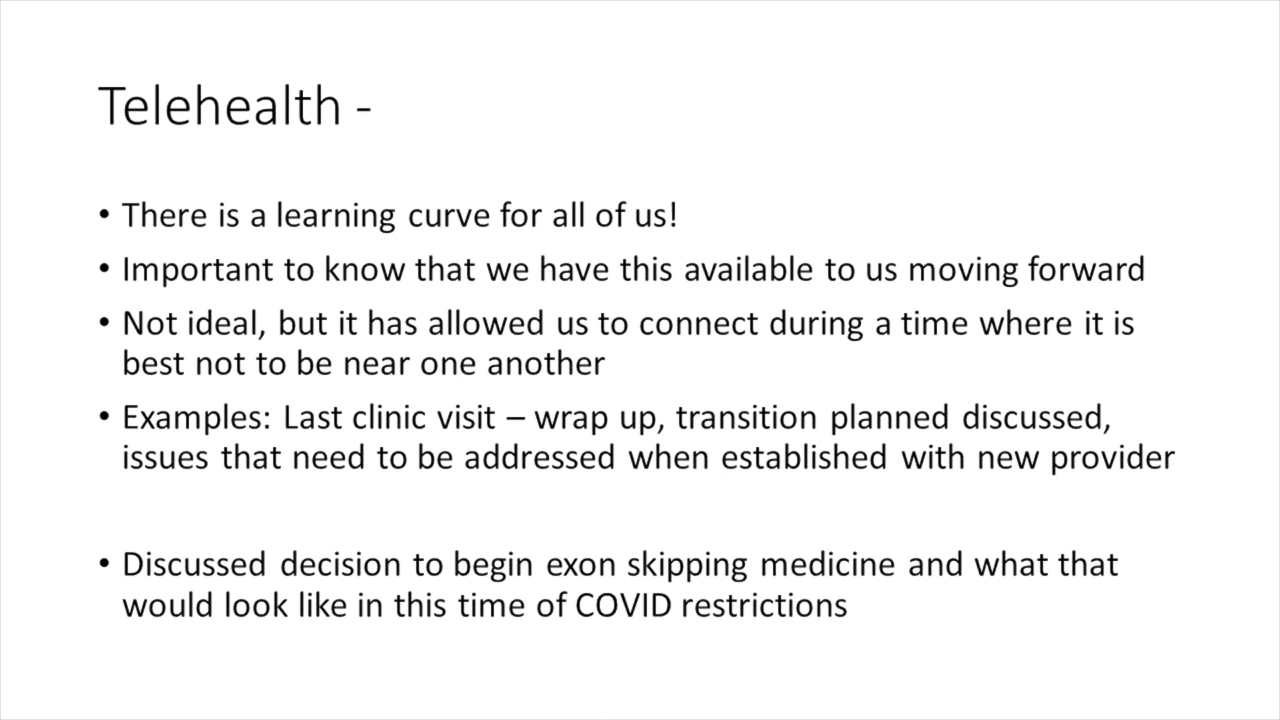 Telehealth -
• There is a learning curve for all of us!
• Important to know that we have this available to us moving forward
• Not ideal, but it has allowed us to connect during a time where it is
best not to be near one another
• Examples: Last clinic visit – wrap up, transition planned discussed,
issues that need to be addressed when established with new provider
• Discussed decision to begin exon skipping medicine and what that
would look like in this time of COVID restrictions